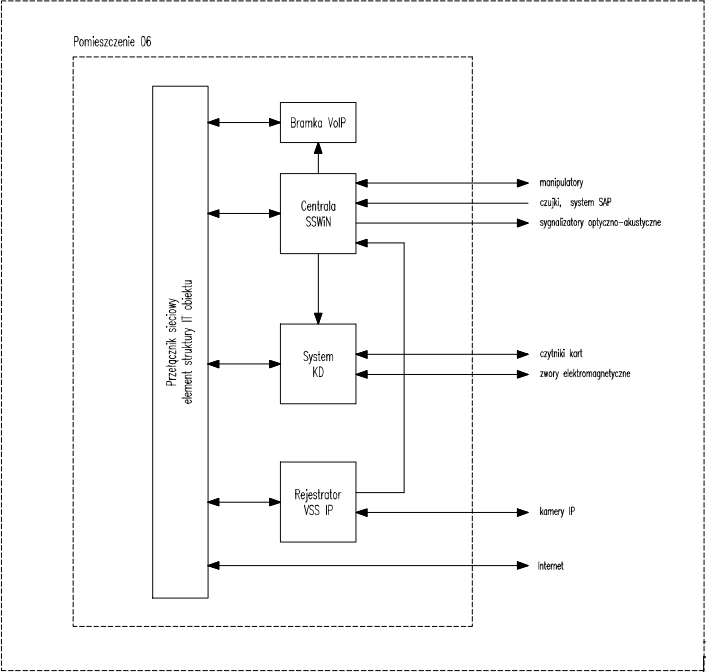 Pomieszczenie 06
Bramka VoIP
Centrala
SSWiN
manipulatory
czujki, system SAP
sygnalizatory optyczno-akustyczne
Przełącznik sieciowy
element struktury IT obiektu
System
KD
czytniki kart
zwory elektromagnetyczne
Rejestrator
VSS IP
kamery IP
Internet